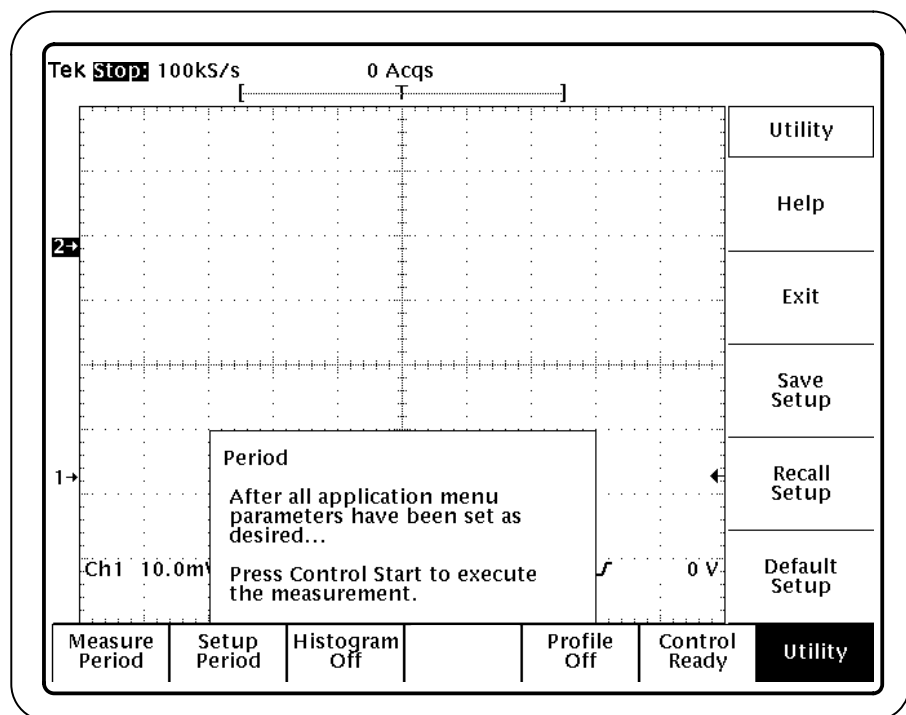 Tek Stop: 100kS/s 0 Acqs
[ T ]
Utility
Help
2→
Exit
Save
Setup
Period
1→
After all application menu
parameters have been set as
desired...
Recall
Setup
Ch1 10.0m
Press Control Start to execute
the measurement.
0 V
Default
Setup
Measure
Period
Setup
Period
Histogram
Off
Profile
Off
Control
Ready
Utility